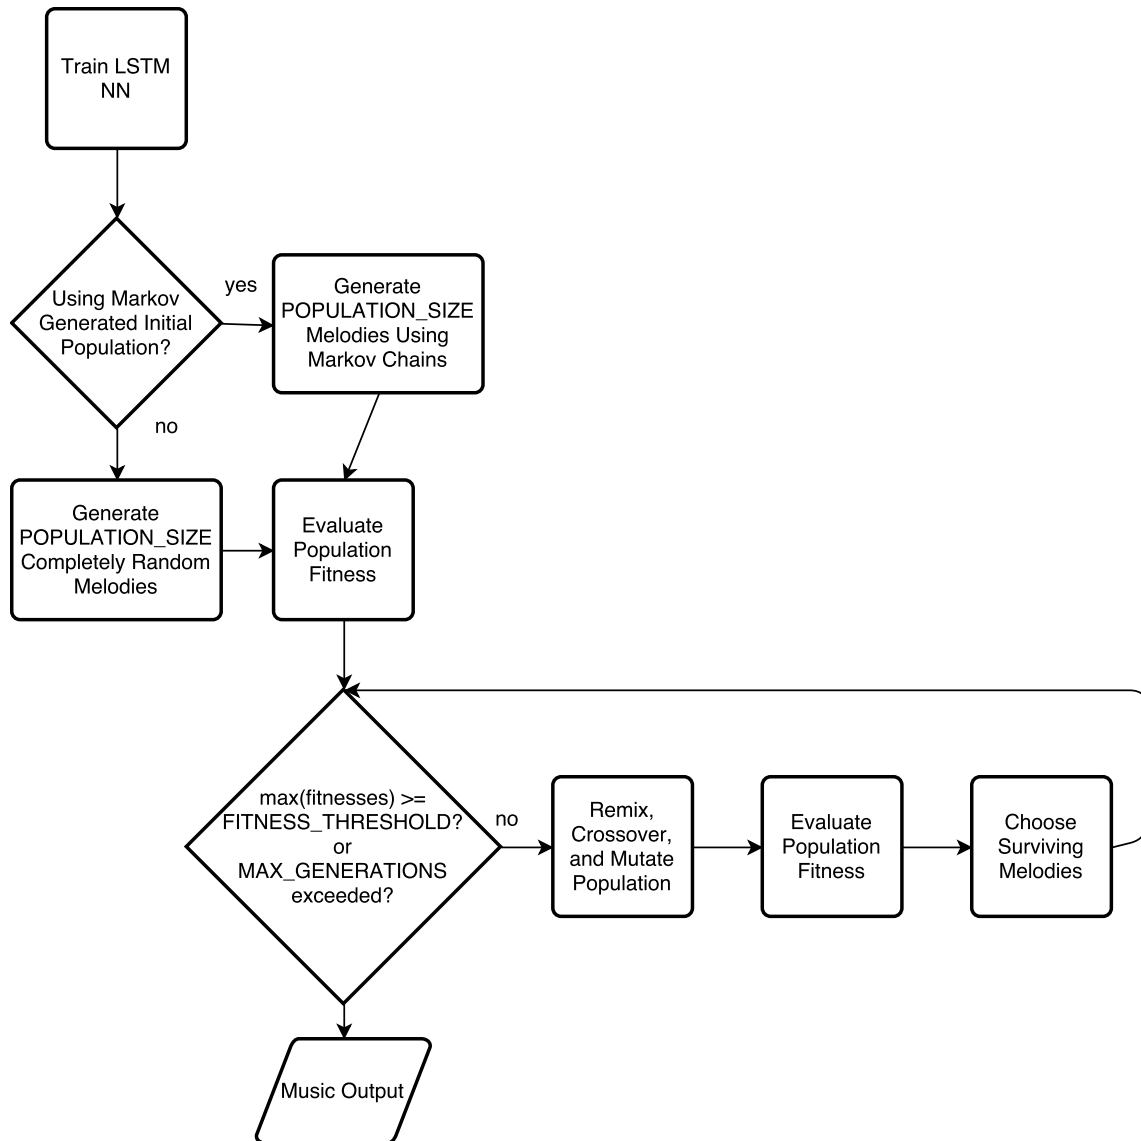 Train LSTM
NN
Using Markov
Generated Initial
Population?
yes
Generate
POPULATION_SIZE
Melodies Using
Markov Chains
no
Generate
POPULATION_SIZE
Completely Random
Melodies
Evaluate
Population
Fitness
max(fitnesses) >=
FITNESS_THRESHOLD?
or
MAX_GENERATIONS
exceeded?
no
Remix,
Crossover,
and Mutate
Population
Evaluate
Population
Fitness
Choose
Surviving
Melodies
Music Output